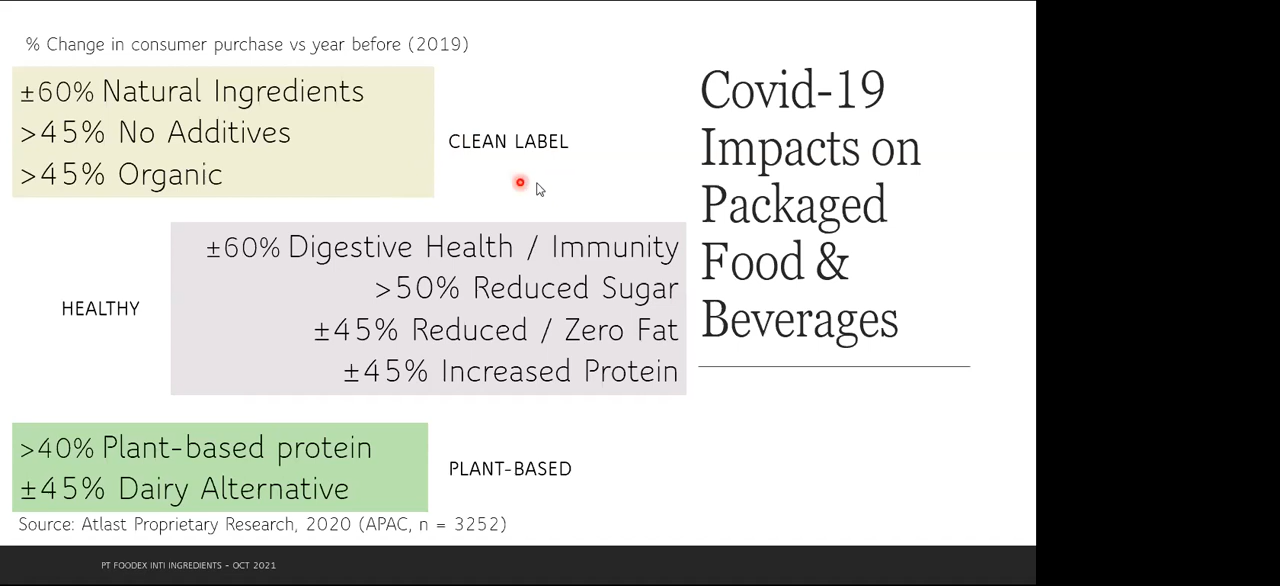 % Change in consumer purchase vs year before (2019)
±60% Natural Ingredients
>45% No Additives
>45% Organic
CLEAN LABEL
Covid-19
Impacts on
Packaged
Food &
Beverages
HEALTHY
±60% Digestive Health / Immunity
>50% Reduced Sugar
±45% Reduced / Zero Fat
±45% Increased Protein
>40% Plant-based protein
±45% Dairy Alternative
PLANT-BASED
Source: Atlast Proprietary Research, 2020 (APAC, n = 3252)
PT FOODEX INTI INGREDIENTS - OCT 2021